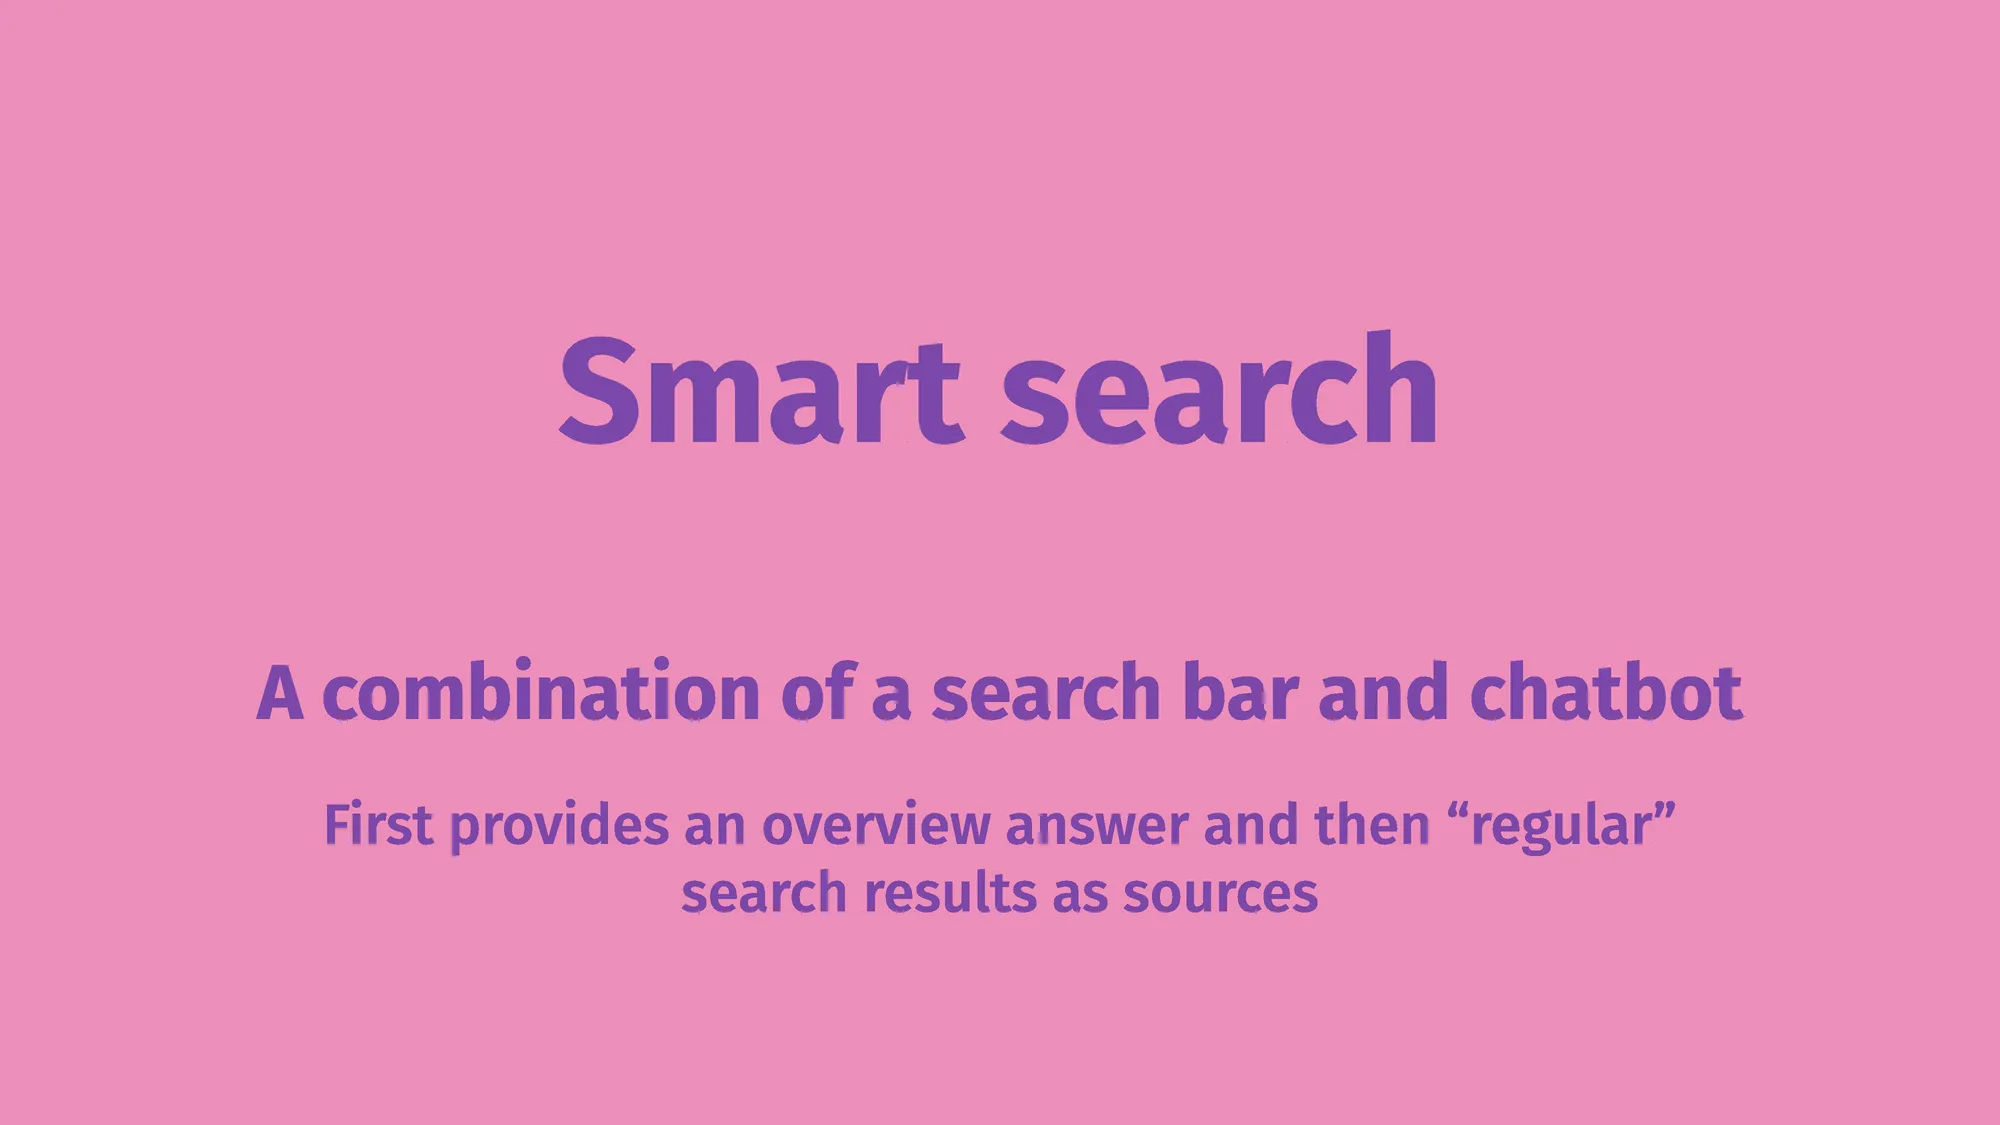 Smart search
A combination of a search bar and chatbot
First provides an overview answer and then “regular”
search results as sources